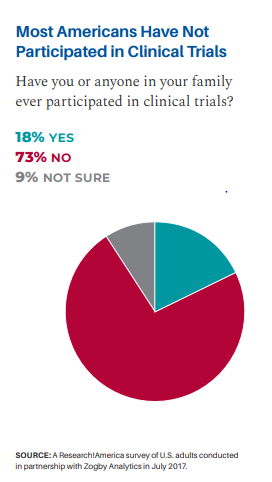 Most Americans Have Not
Participated in Clinical Trials
Have you or anyone in your family
ever participated in clinical trials?
18% YES
73% NO
9% NOT SURE
SOURCE: A Research!America survey of U.S. adults conducted
in partnership with Zogby Analytics in July 2017.